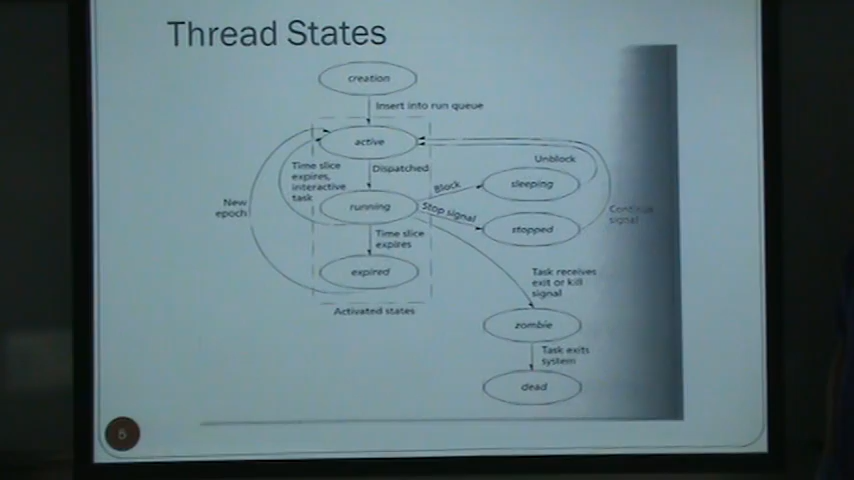 Thread States
creation
Insert into run queue
active
Time slice
expires,
interactive
task
Dispatched
Unblock
Block
sleeping
New
epoch
running
Stop signal
stopped
Continue
signal
Time slice
expires
expired
Activated states
Task receives
exit or kill
signal
zombie
Task exits
system
dead
5